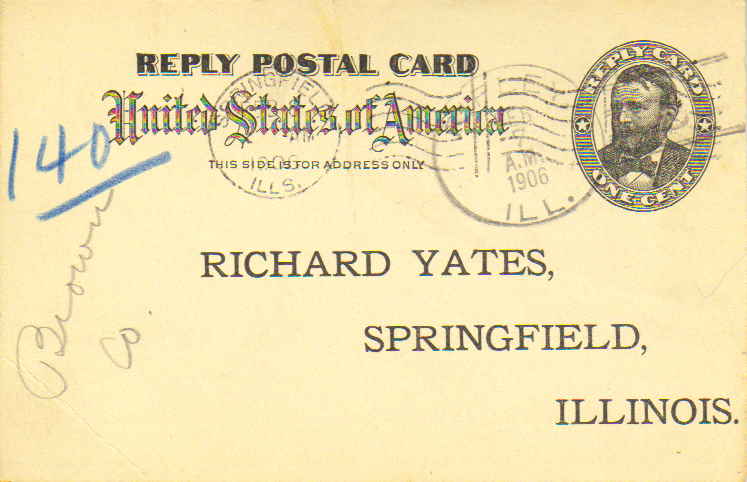 REPLY POSTAL CARD
United States of America
THIS SIDE IS FOR ADDRESS ONLY
REPLY CARD
ONE CENT
SPRINGFIELD
ILLS.
A.M.
1906
ILL.
140
Brown
Co
RICHARD YATES,
SPRINGFIELD,
ILLINOIS.